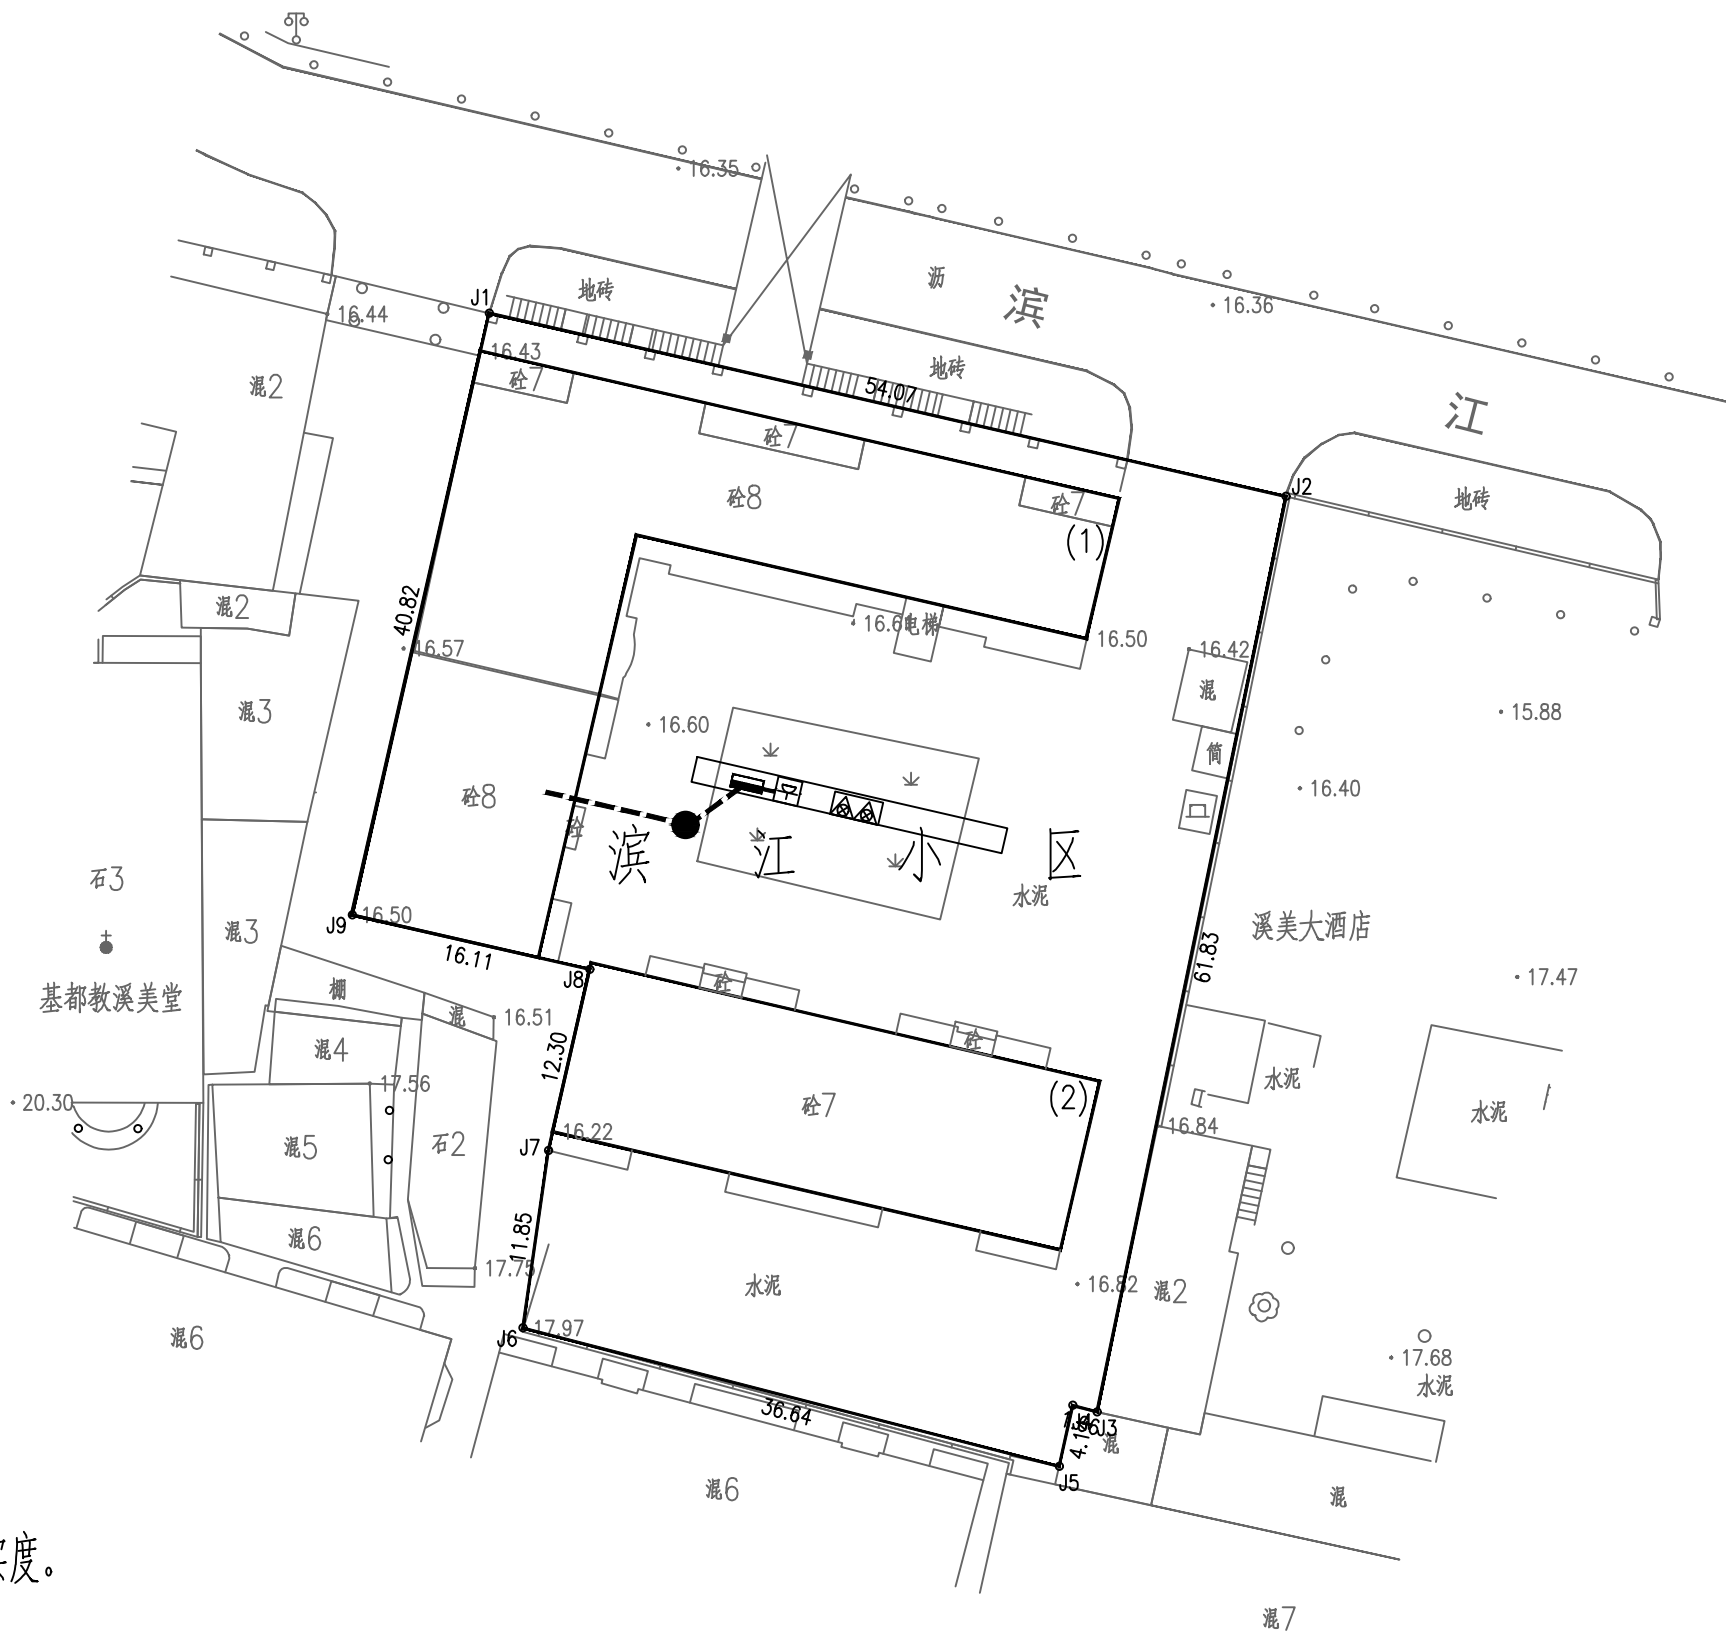 16.35
沥
滨
16.36
地砖
J1
16.44
16.43
砼7
地砖
54.07
江
混2
砼7
砼8
砼7
(1)
J2
地砖
混2
40.82
电梯
16.50
16.42
16.57
混
混3
16.60
15.88
简
砼8
16.40
砼
滨江小区
石3
水泥
J9
16.50
混3
16.11
溪美大酒店
61.83
J8
砼
17.47
基都教溪美堂
棚
混
16.51
12.30
砼
混4
17.56
水泥
20.30
砼7
(2)
水泥
16.84
混5
石2
J7
16.22
混6
11.85
17.75
水泥
16.82
混2
混6
J6
17.97
17.68
水泥
36.64
J3
混
J5
混6
混
度。
混7